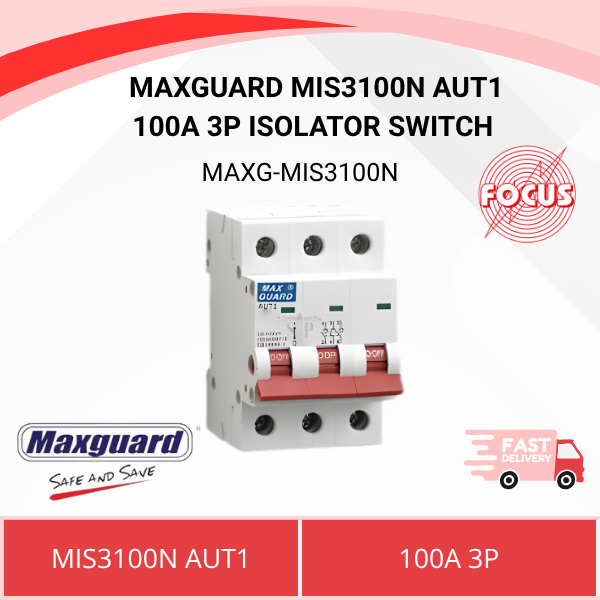 MAXGUARD MIS3100N AUT1
100A 3P ISOLATOR SWITCH
MAXG-MIS3100N
FOCUS
MAX
GUARD
AUT1
OFF
Maxguard
SAFE AND SAVE
FAST
DELIVERY
MIS3100N AUT1
100A 3P